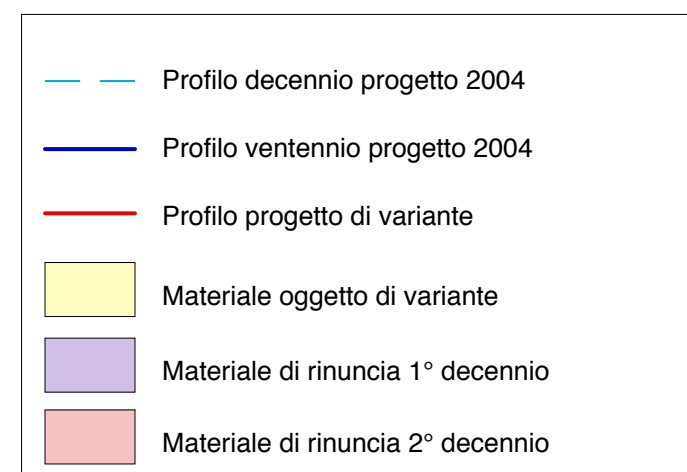 Profilo decennio progetto 2004
Profilo ventennio progetto 2004
Profilo progetto di variante
Materiale oggetto di variante
Materiale di rinuncia 1° decennio
Materiale di rinuncia 2° decennio